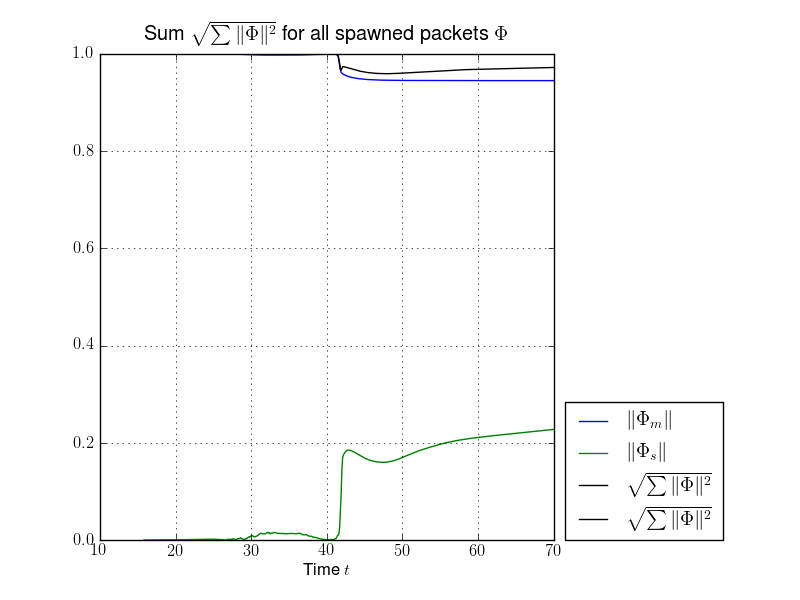 Sum √∑‖Φ‖² for all spawned packets Φ
1.0
0.8
0.6
0.4
0.2
0.0
10 20 30 40 50 60 70
Time t
‖Φₘ‖
‖Φₛ‖
√∑‖Φ‖²
√∑‖Φ‖²